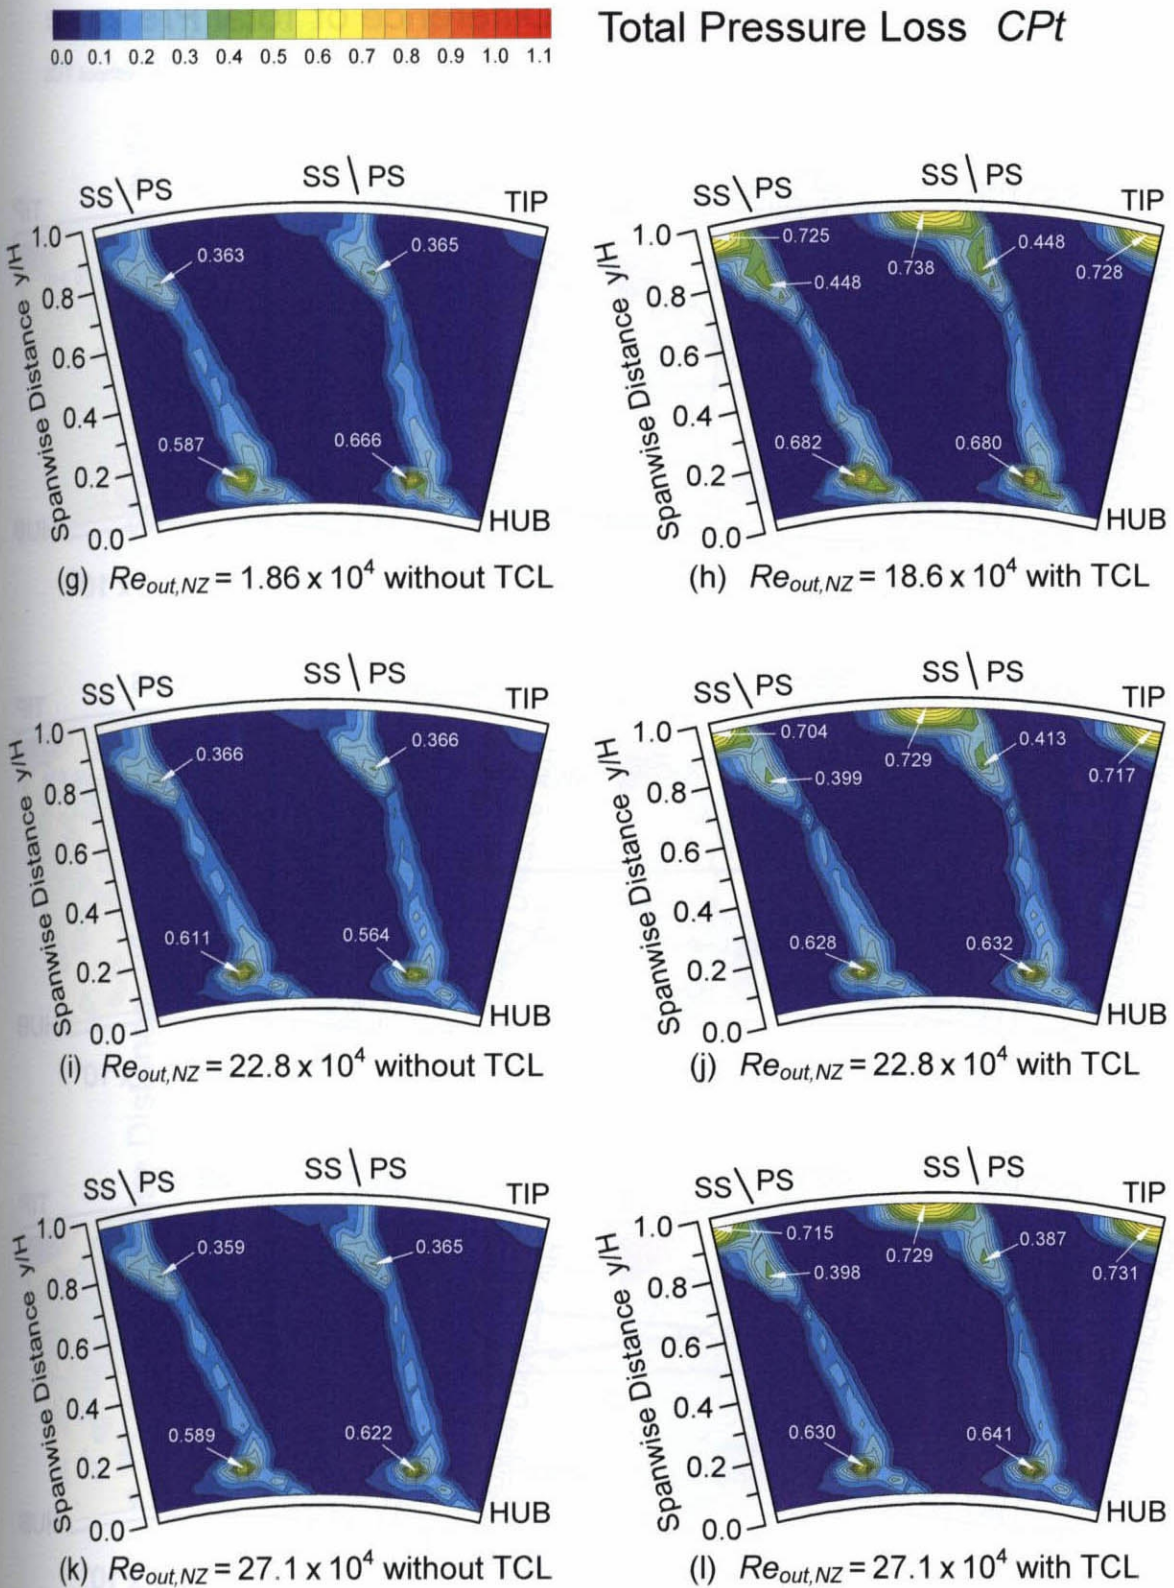 Total Pressure Loss CPt
0.0 0.1 0.2 0.3 0.4 0.5 0.6 0.7 0.8 0.9 1.0 1.1
SS \ PS
SS \ PS
TIP
1.0
0.8
0.6
0.4
0.2
0.0
Spanwise Distance y/H
0.363
0.365
0.587
0.666
HUB
(g) Re_out,NZ = 1.86 x 10⁴ without TCL
SS \ PS
SS \ PS
TIP
1.0
0.8
0.6
0.4
0.2
0.0
Spanwise Distance y/H
0.725
0.738
0.448
0.728
0.448
0.682
0.680
HUB
(h) Re_out,NZ = 18.6 x 10⁴ with TCL
SS \ PS
SS \ PS
TIP
1.0
0.8
0.6
0.4
0.2
0.0
Spanwise Distance y/H
0.366
0.366
0.611
0.564
HUB
(i) Re_out,NZ = 22.8 x 10⁴ without TCL
SS \ PS
SS \ PS
TIP
1.0
0.8
0.6
0.4
0.2
0.0
Spanwise Distance y/H
0.704
0.729
0.413
0.717
0.399
0.628
0.632
HUB
(j) Re_out,NZ = 22.8 x 10⁴ with TCL
SS \ PS
SS \ PS
TIP
1.0
0.8
0.6
0.4
0.2
0.0
Spanwise Distance y/H
0.359
0.365
0.589
0.622
HUB
(k) Re_out,NZ = 27.1 x 10⁴ without TCL
SS \ PS
SS \ PS
TIP
1.0
0.8
0.6
0.4
0.2
0.0
Spanwise Distance y/H
0.715
0.729
0.387
0.731
0.398
0.630
0.641
HUB
(l) Re_out,NZ = 27.1 x 10⁴ with TCL